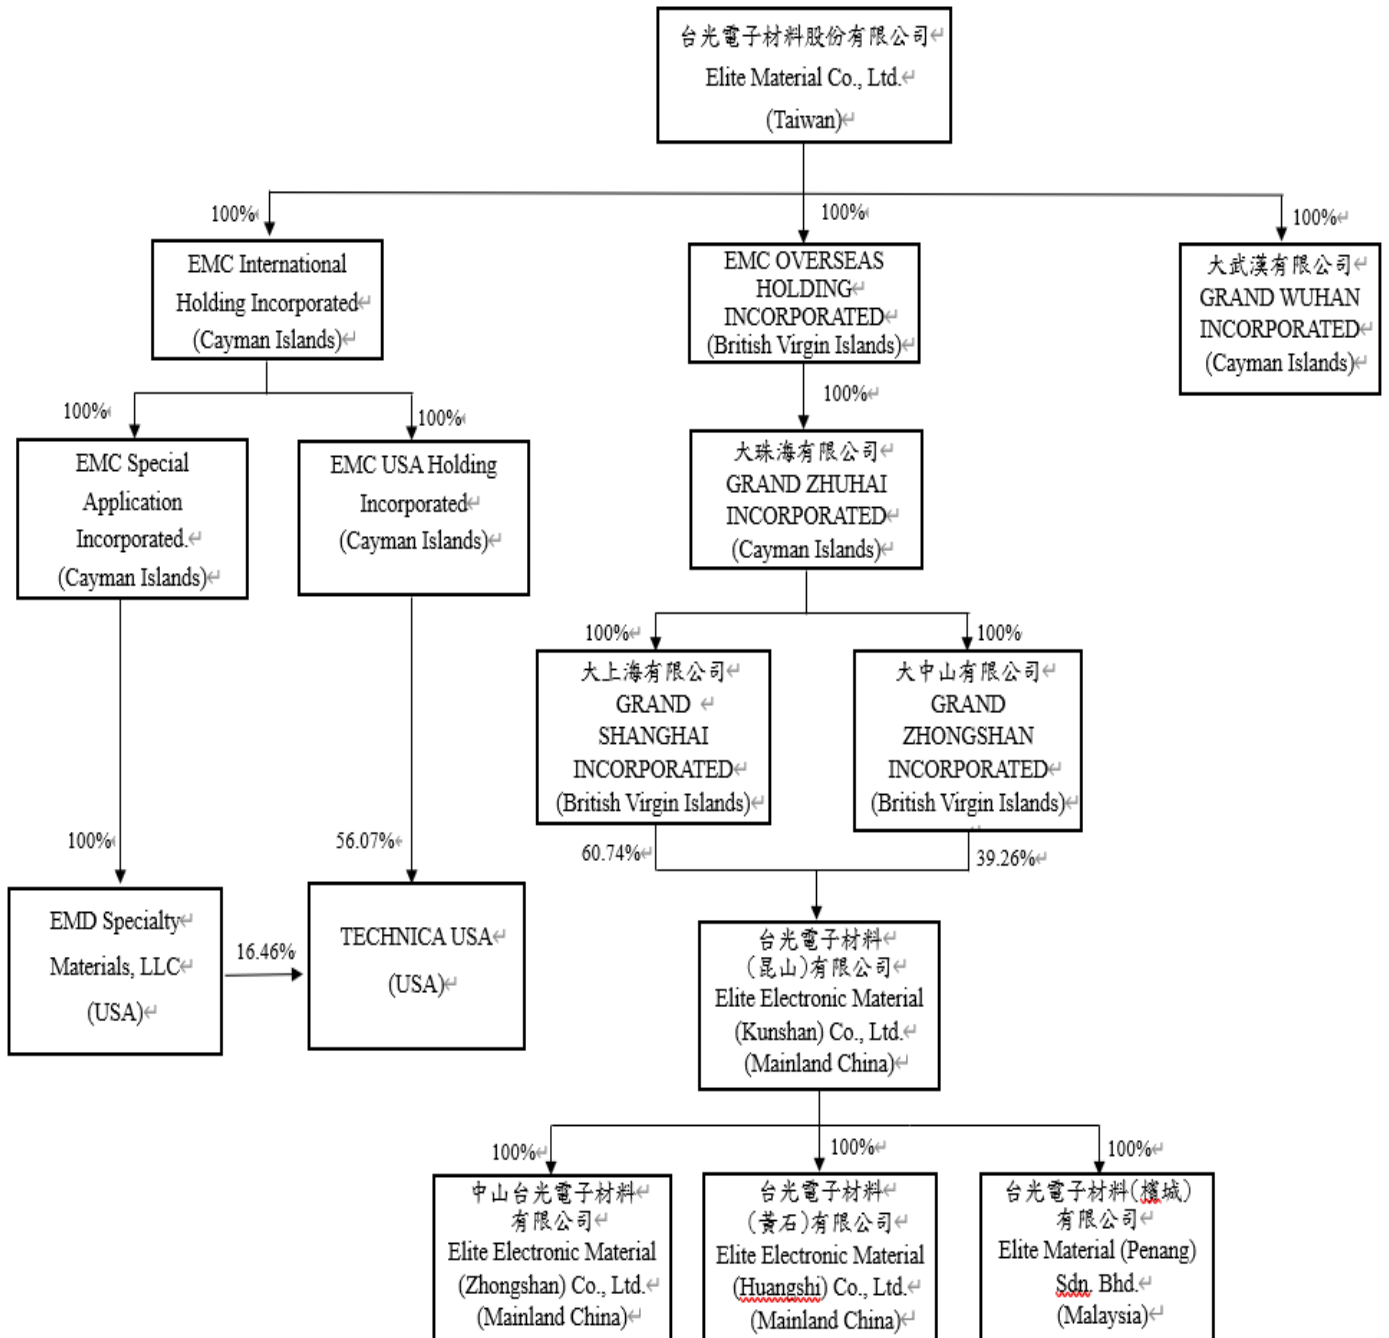 台光電子材料股份有限公司
Elite Material Co., Ltd.
(Taiwan)
100%
100%
100%
EMC International
Holding Incorporated
(Cayman Islands)
EMC OVERSEAS
HOLDING
INCORPORATED
(British Virgin Islands)
大武漢有限公司
GRAND WUHAN
INCORPORATED
(Cayman Islands)
100%
100%
100%
EMC Special
Application
Incorporated.
(Cayman Islands)
EMC USA Holding
Incorporated
(Cayman Islands)
大珠海有限公司
GRAND ZHUHAI
INCORPORATED
(Cayman Islands)
100%
100%
大上海有限公司
GRAND
SHANGHAI
INCORPORATED
(British Virgin Islands)
大中山有限公司
GRAND
ZHONGSHAN
INCORPORATED
(British Virgin Islands)
100%
56.07%
60.74%
39.26%
EMD Specialty
Materials, LLC
(USA)
16.46%
TECHNICA USA
(USA)
台光電子材料
(昆山)有限公司
Elite Electronic Material
(Kunshan) Co., Ltd.
(Mainland China)
100%
100%
100%
中山台光電子材料
有限公司
Elite Electronic Material
(Zhongshan) Co., Ltd.
(Mainland China)
台光電子材料
(黃石)有限公司
Elite Electronic Material
(Huangshi) Co., Ltd.
(Mainland China)
台光電子材料(檳城)
有限公司
Elite Material (Penang)
Sdn. Bhd.
(Malaysia)